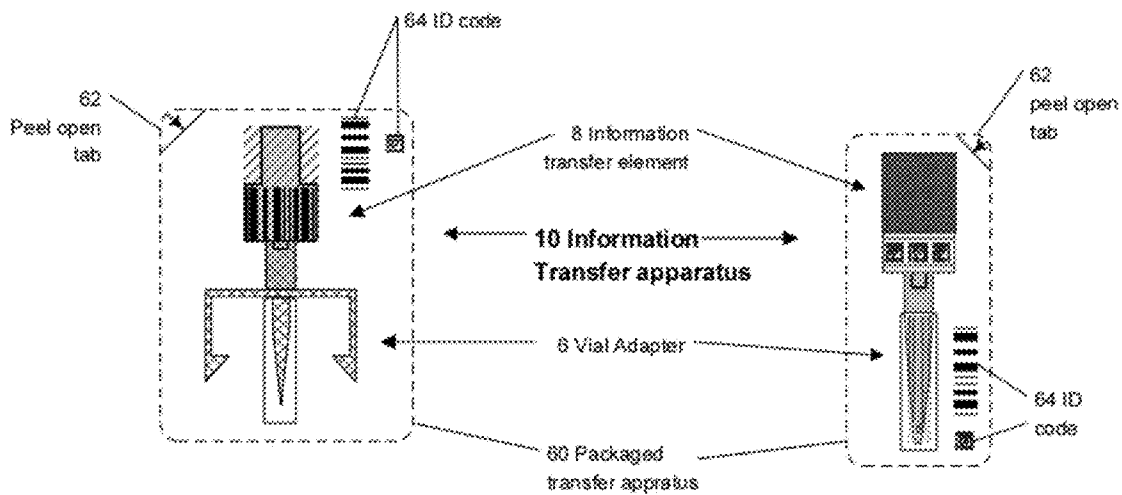 64 ID code
62
Peel open
tab
62
peel open
tab
8 Information
transfer element
10 Information
Transfer apparatus
6 Vial Adapter
64 ID
code
60 Packaged
transfer appratus